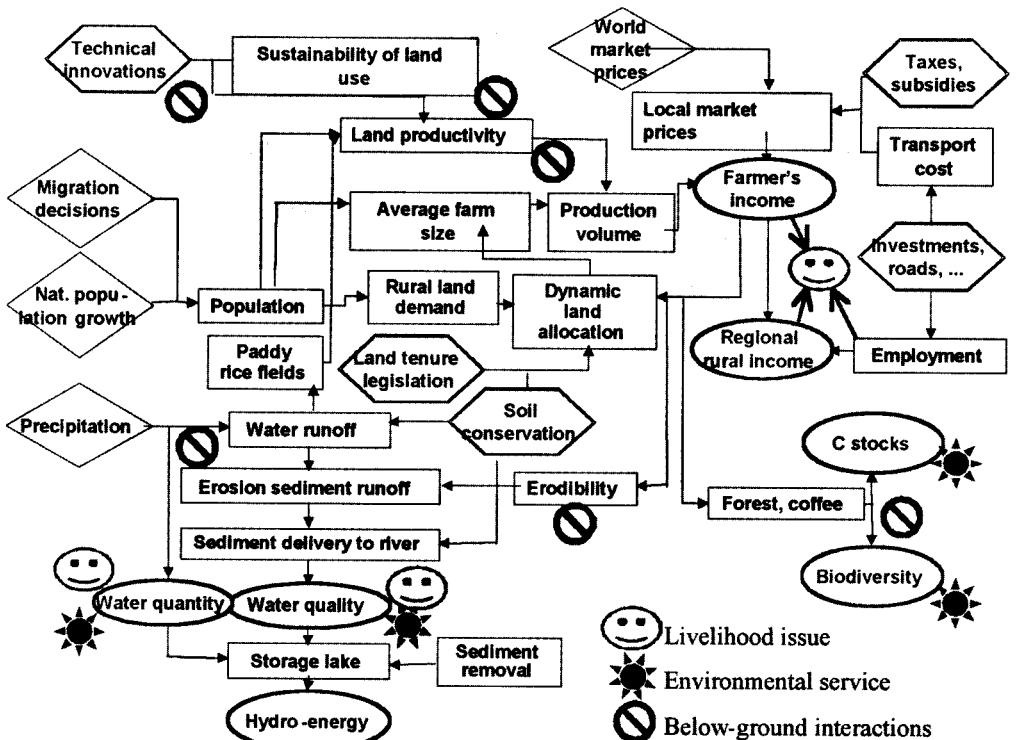 Technical
innovations
Sustainability of land
use
World
market
prices
Taxes,
subsidies
Local market
prices
Land productivity
Transport
cost
Migration
decisions
Farmer's
income
Average farm
size
Production
volume
Investments,
roads, ...
Nat. popu-
lation growth
Population
Rural land
demand
Dynamic
land
allocation
Regional
rural income
Employment
Paddy
rice fields
Land tenure
legislation
Precipitation
Water runoff
Soil
conservation
C stocks
Erosion sediment runoff
Erodibility
Forest, coffee
Sediment delivery to river
Biodiversity
Water quantity
Water quality
Storage lake
Sediment
removal
Hydro-energy
Livelihood issue
Environmental service
Below-ground interactions